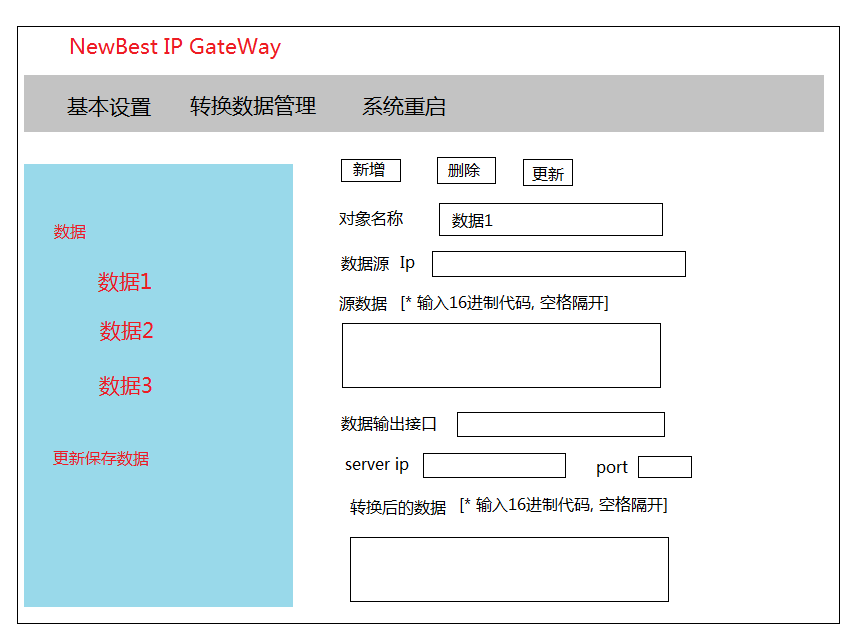 NewBest IP GateWay
基本设置 转换数据管理 系统重启
新增 删除 更新
数据
数据1
数据2
数据3
更新保存数据
对象名称 数据1
数据源 Ip
源数据 [* 输入16进制代码, 空格隔开]
数据输出接口
server ip port
转换后的数据 [* 输入16进制代码, 空格隔开]